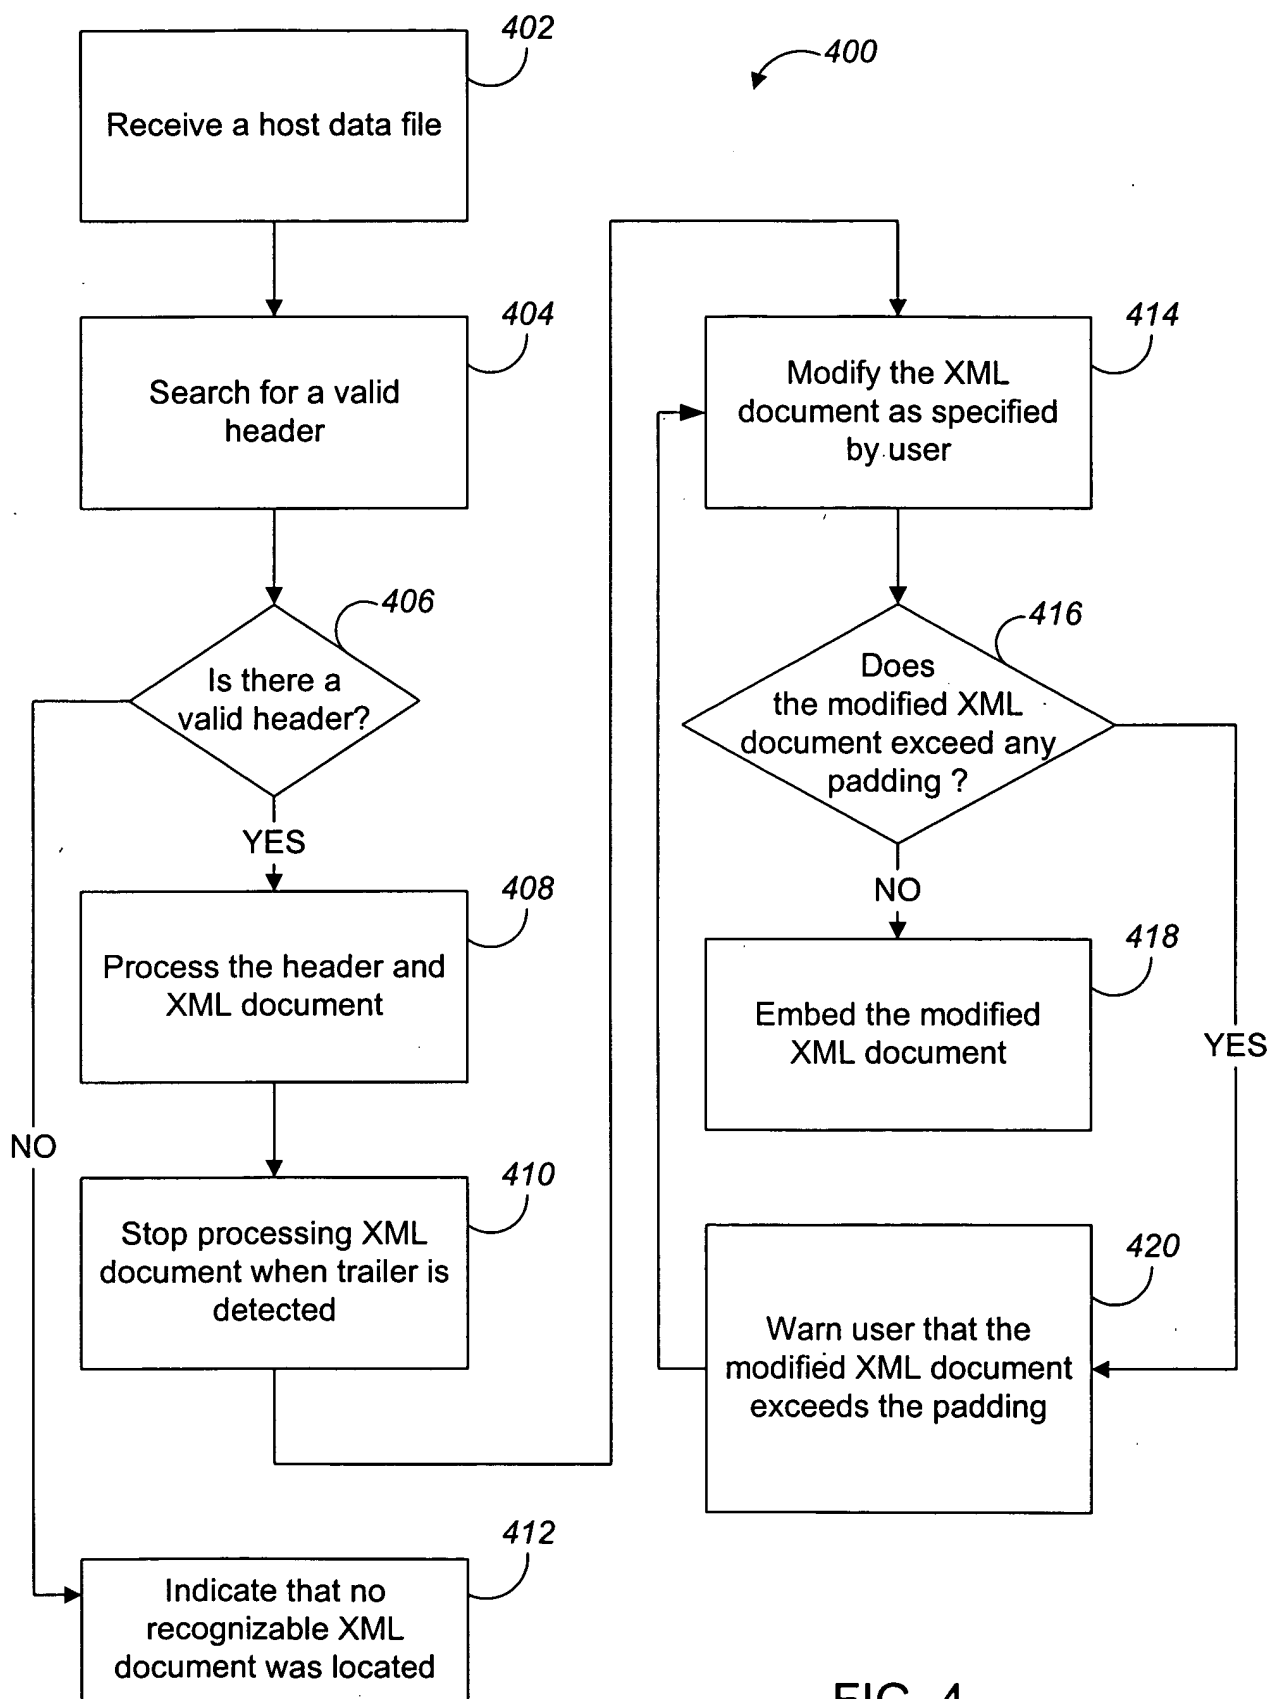 402
Receive a host data file
400
404
Search for a valid
header
406
Is there a
valid header?
YES
NO
408
Process the header and
XML document
410
Stop processing XML
document when trailer is
detected
412
Indicate that no
recognizable XML
document was located
414
Modify the XML
document as specified
by user
416
Does
the modified XML
document exceed any
padding ?
NO
YES
418
Embed the modified
XML document
420
Warn user that the
modified XML document
exceeds the padding
FIG. 4